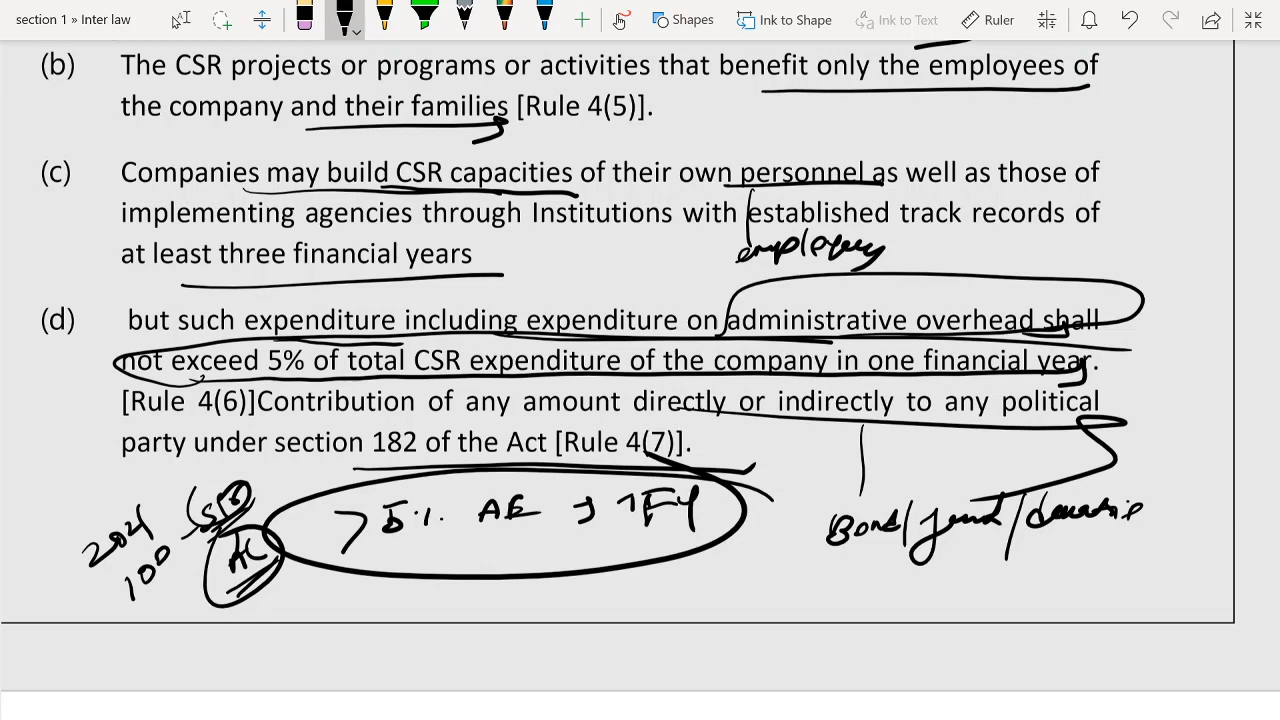 section 1 » Inter law
Shapes
Ink to Shape
Ink to Text
Ruler
(b) The CSR projects or programs or activities that benefit only the employees of
the company and their families [Rule 4(5)].
(c) Companies may build CSR capacities of their own personnel as well as those of
implementing agencies through Institutions with established track records of
at least three financial years
employees
(d) but such expenditure including expenditure on administrative overhead shall
not exceed 5% of total CSR expenditure of the company in one financial year.
[Rule 4(6)]Contribution of any amount directly or indirectly to any political
party under section 182 of the Act [Rule 4(7)].
CSR
> 5%. AE
Bond/fund/donatio
100